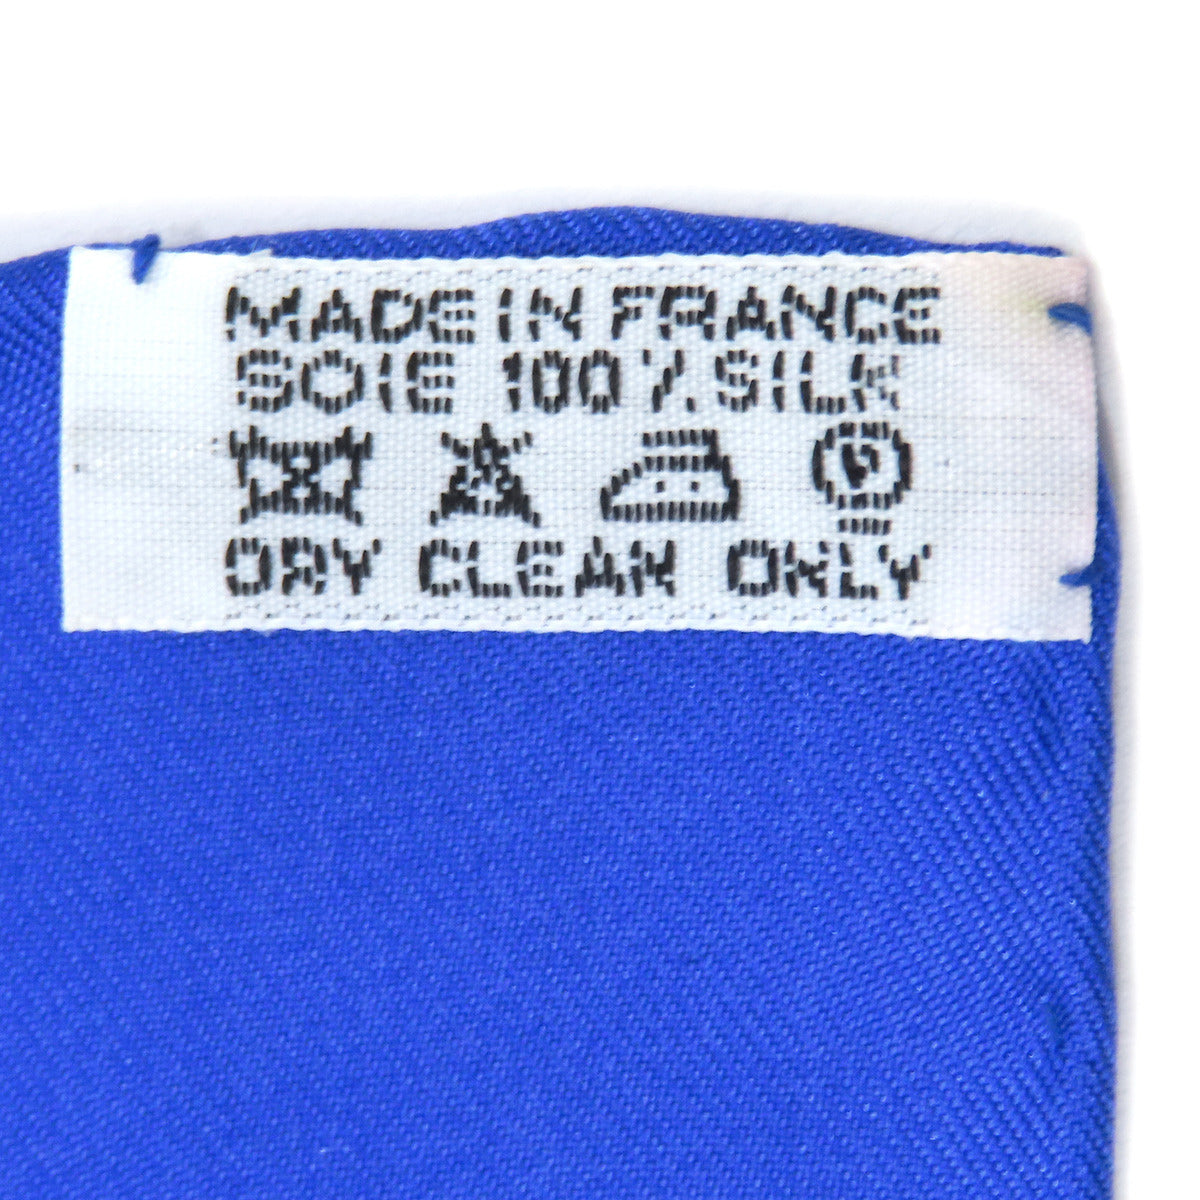 MADE IN FRANCE
SOIE 100% SILK
DRY CLEAN ONLY